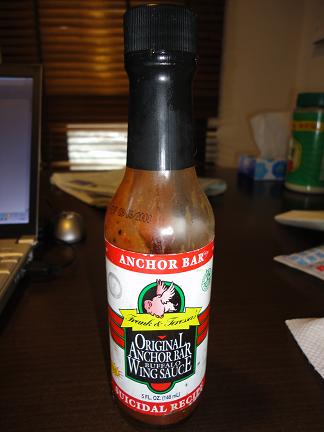 ANCHOR BAR
Frank & Teressa's
ORIGINAL
ANCHOR BAR
BUFFALO
WING SAUCE
5 FL. OZ. (148 mL)
SUICIDAL RECIPE